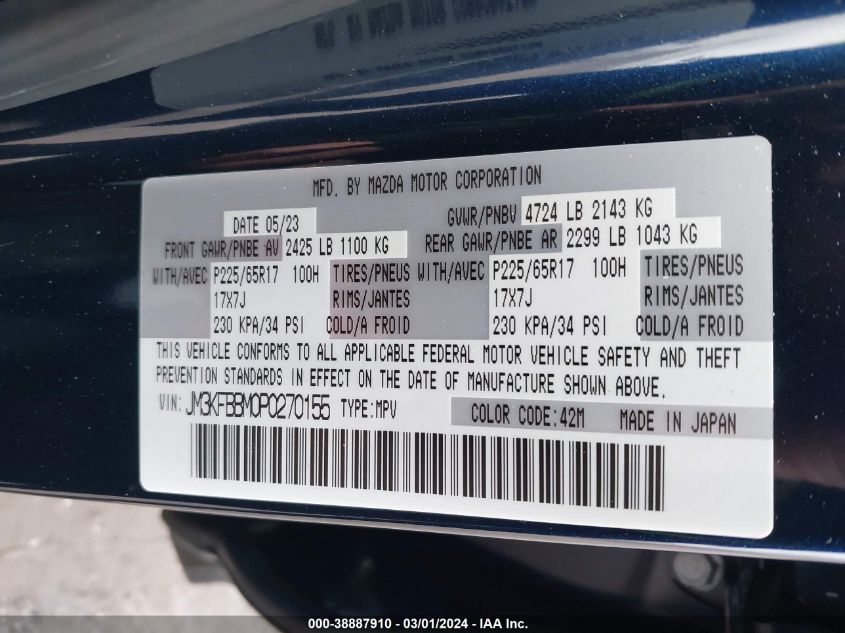 MFD. BY MAZDA MOTOR CORPORATION
DATE 05/23 GVWR/PNBV 4724 LB 2143 KG
FRONT GAWR/PNBE AV 2425 LB 1100 KG REAR GAWR/PNBE AR 2299 LB 1043 KG
WITH/AVEC P225/65R17 100H TIRES/PNEUS WITH/AVEC P225/65R17 100H TIRES/PNEUS
17X7J RIMS/JANTES 17X7J RIMS/JANTES
230 KPA/34 PSI COLD/A FROID 230 KPA/34 PSI COLD/A FROID
THIS VEHICLE CONFORMS TO ALL APPLICABLE FEDERAL MOTOR VEHICLE SAFETY AND THEFT
PREVENTION STANDARDS IN EFFECT ON THE DATE OF MANUFACTURE SHOWN ABOVE.
VIN: JM3KFBBM0P0270155 TYPE:MPV COLOR CODE:42M MADE IN JAPAN
000-38887910 - 03/01/2024 - IAA Inc.